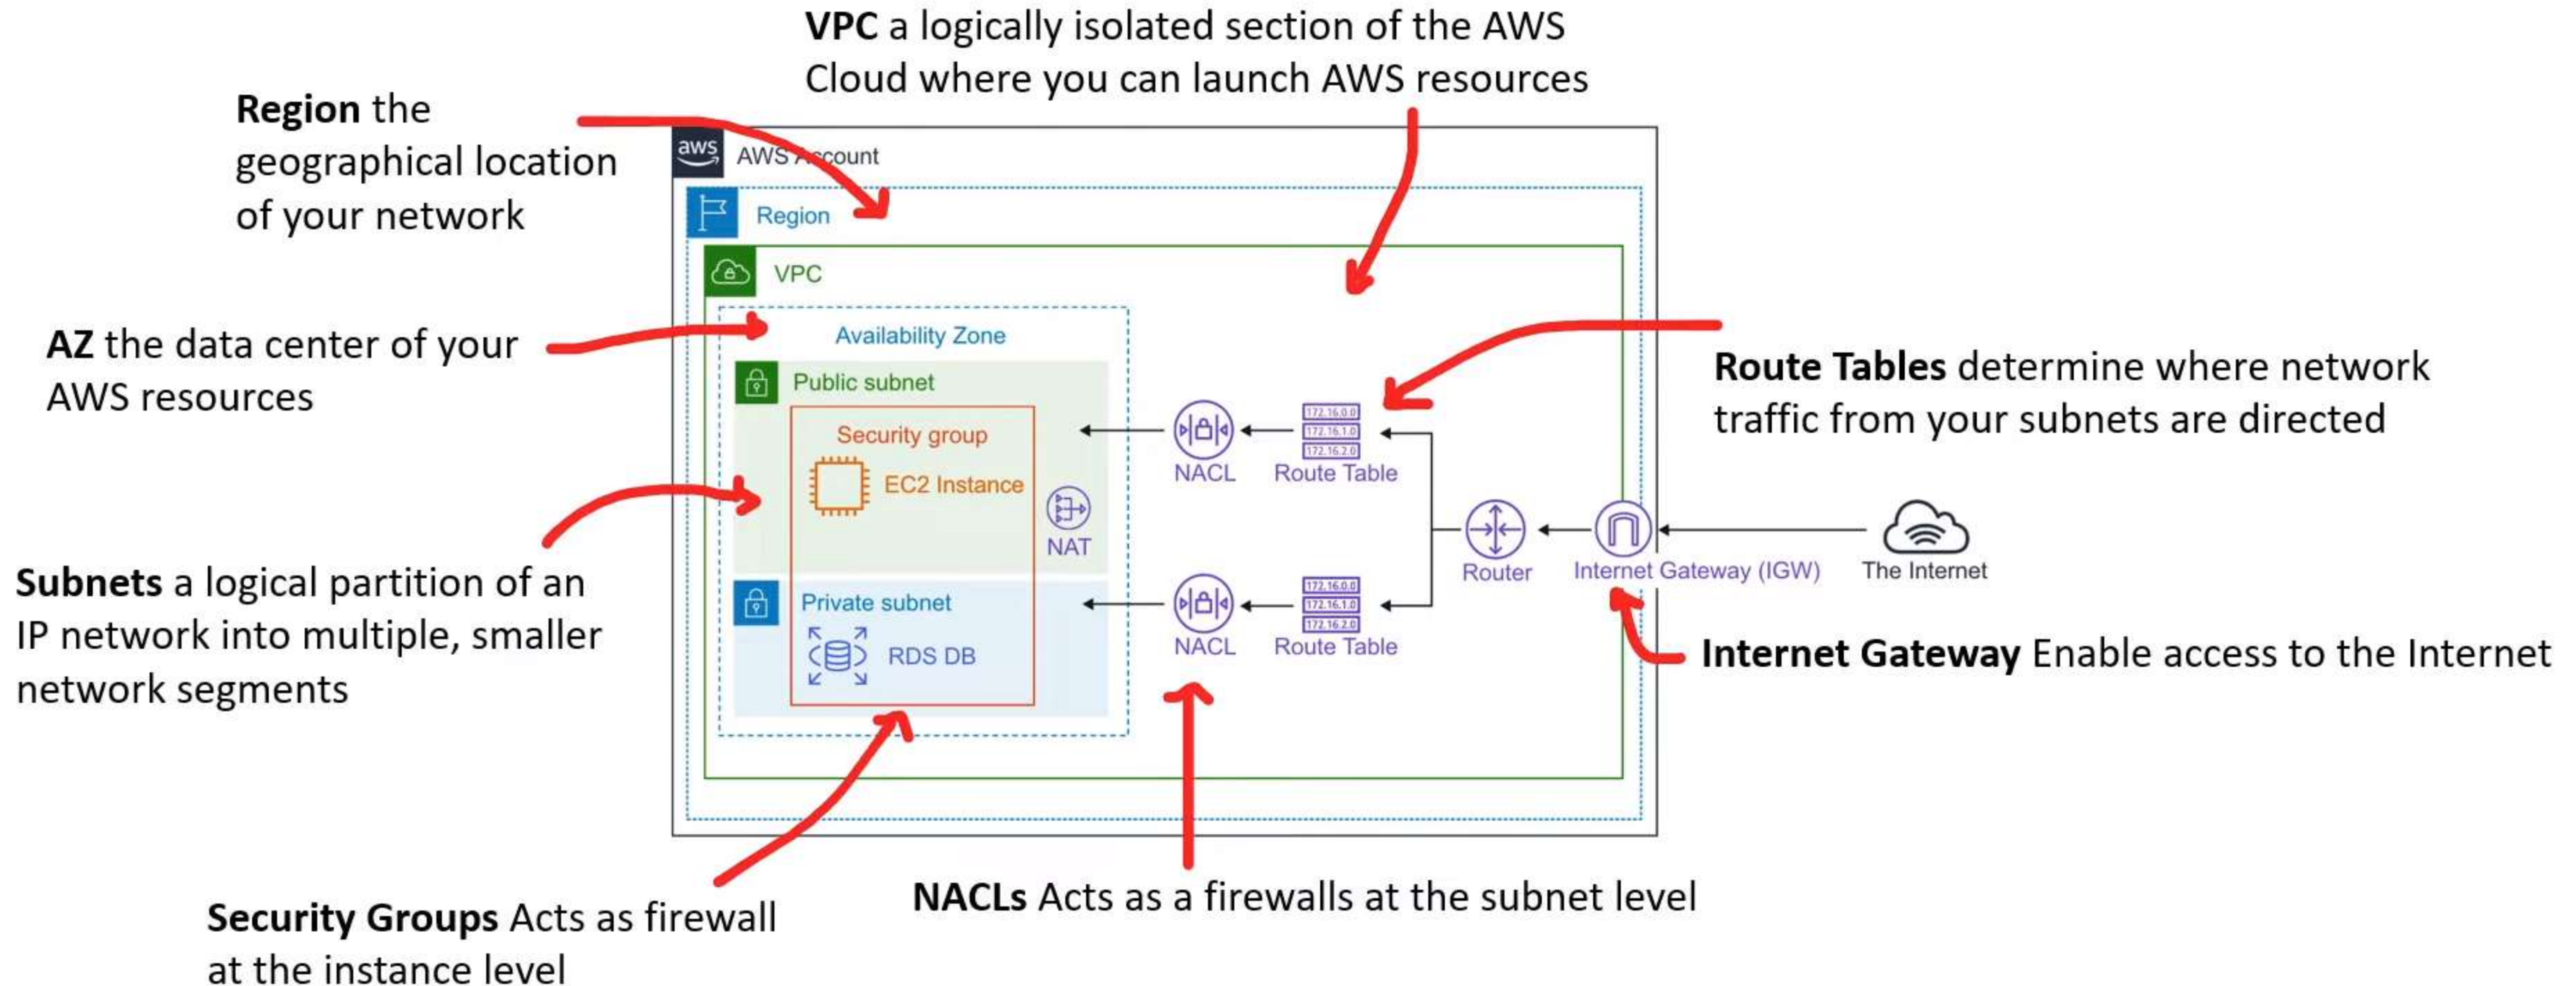 VPC a logically isolated section of the AWS
Cloud where you can launch AWS resources
Region the
geographical location
of your network
aws
AWS Account
Region
VPC
AZ the data center of your
AWS resources
Availability Zone
Public subnet
Security group
EC2 Instance
NAT
Private subnet
RDS DB
172.16.0.0
172.16.1.0
172.16.2.0
NACL
Route Table
172.16.0.0
172.16.1.0
172.16.2.0
NACL
Route Table
Router
Internet Gateway (IGW)
The Internet
Route Tables determine where network
traffic from your subnets are directed
Subnets a logical partition of an
IP network into multiple, smaller
network segments
Internet Gateway Enable access to the Internet
Security Groups Acts as firewall
at the instance level
NACLs Acts as a firewalls at the subnet level